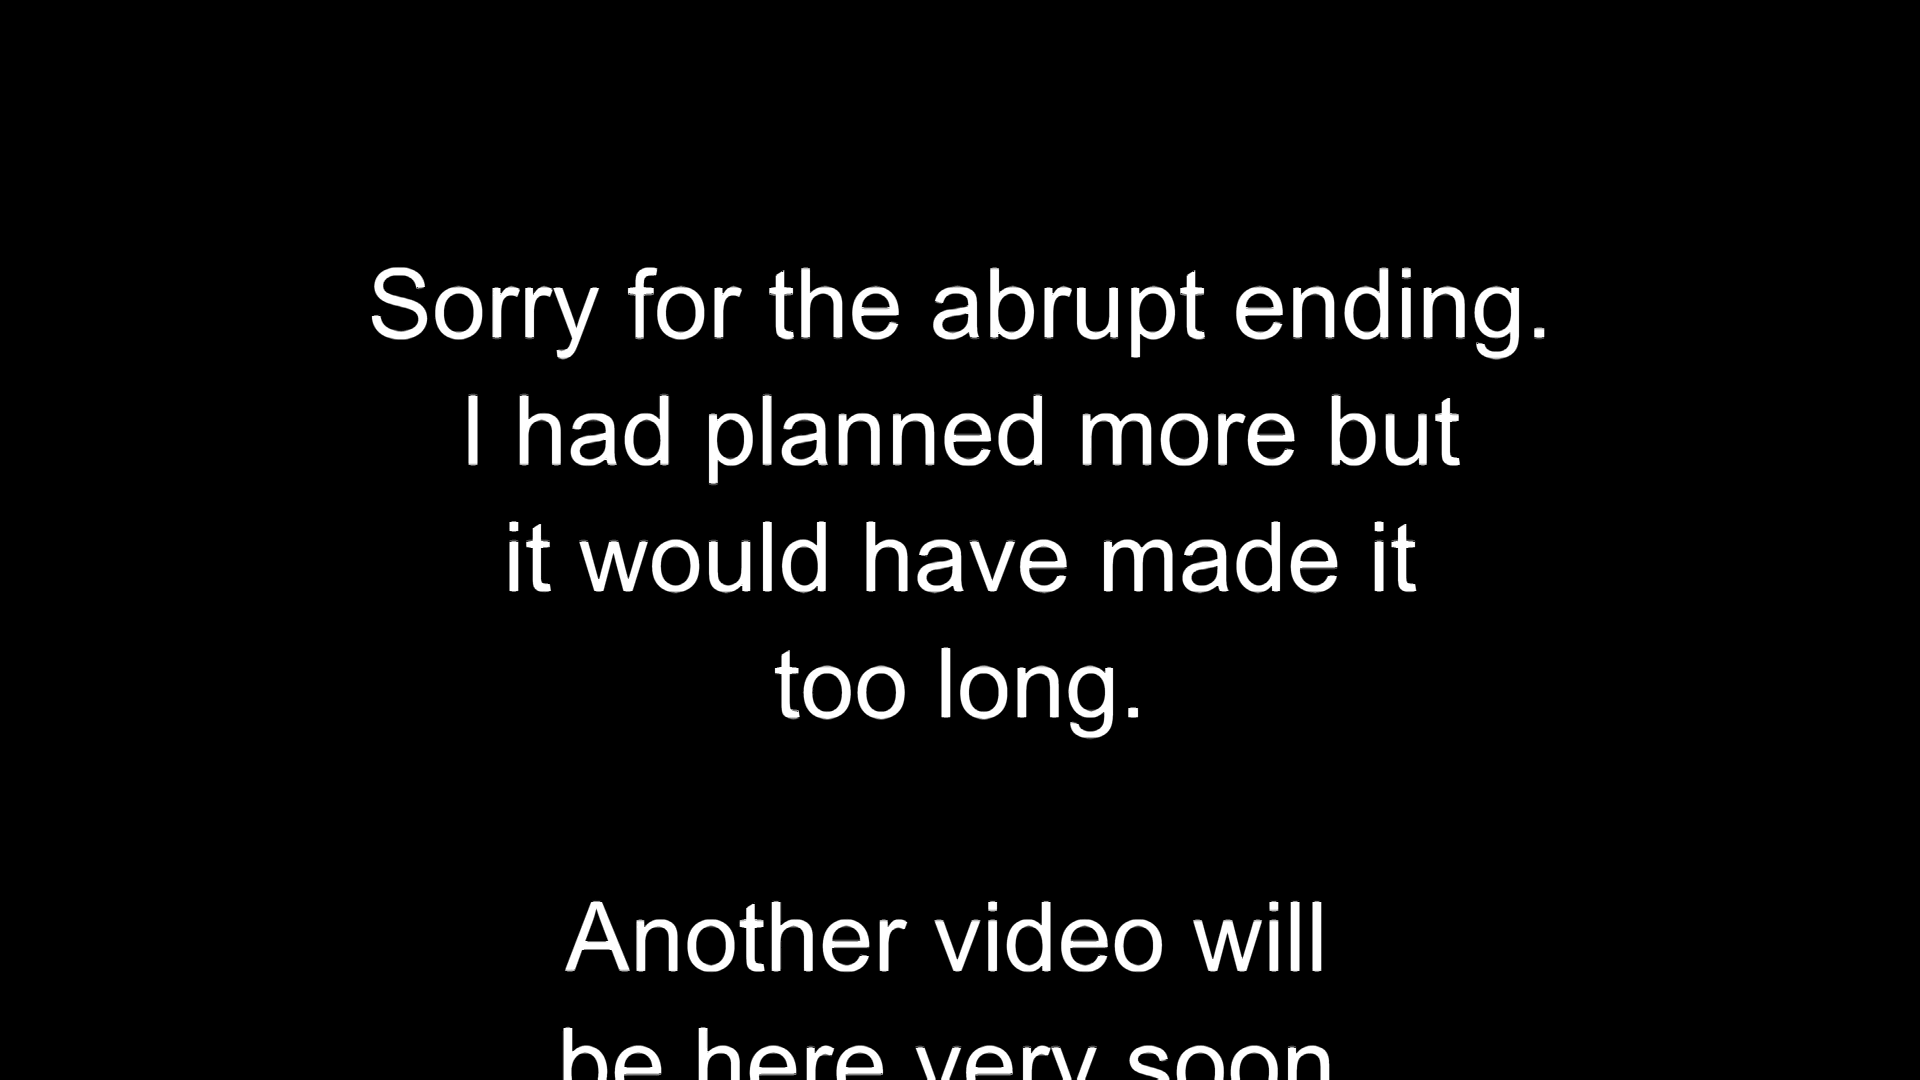 Sorry for the abrupt ending.
I had planned more but
it would have made it
too long.
Another video will
be here very soon